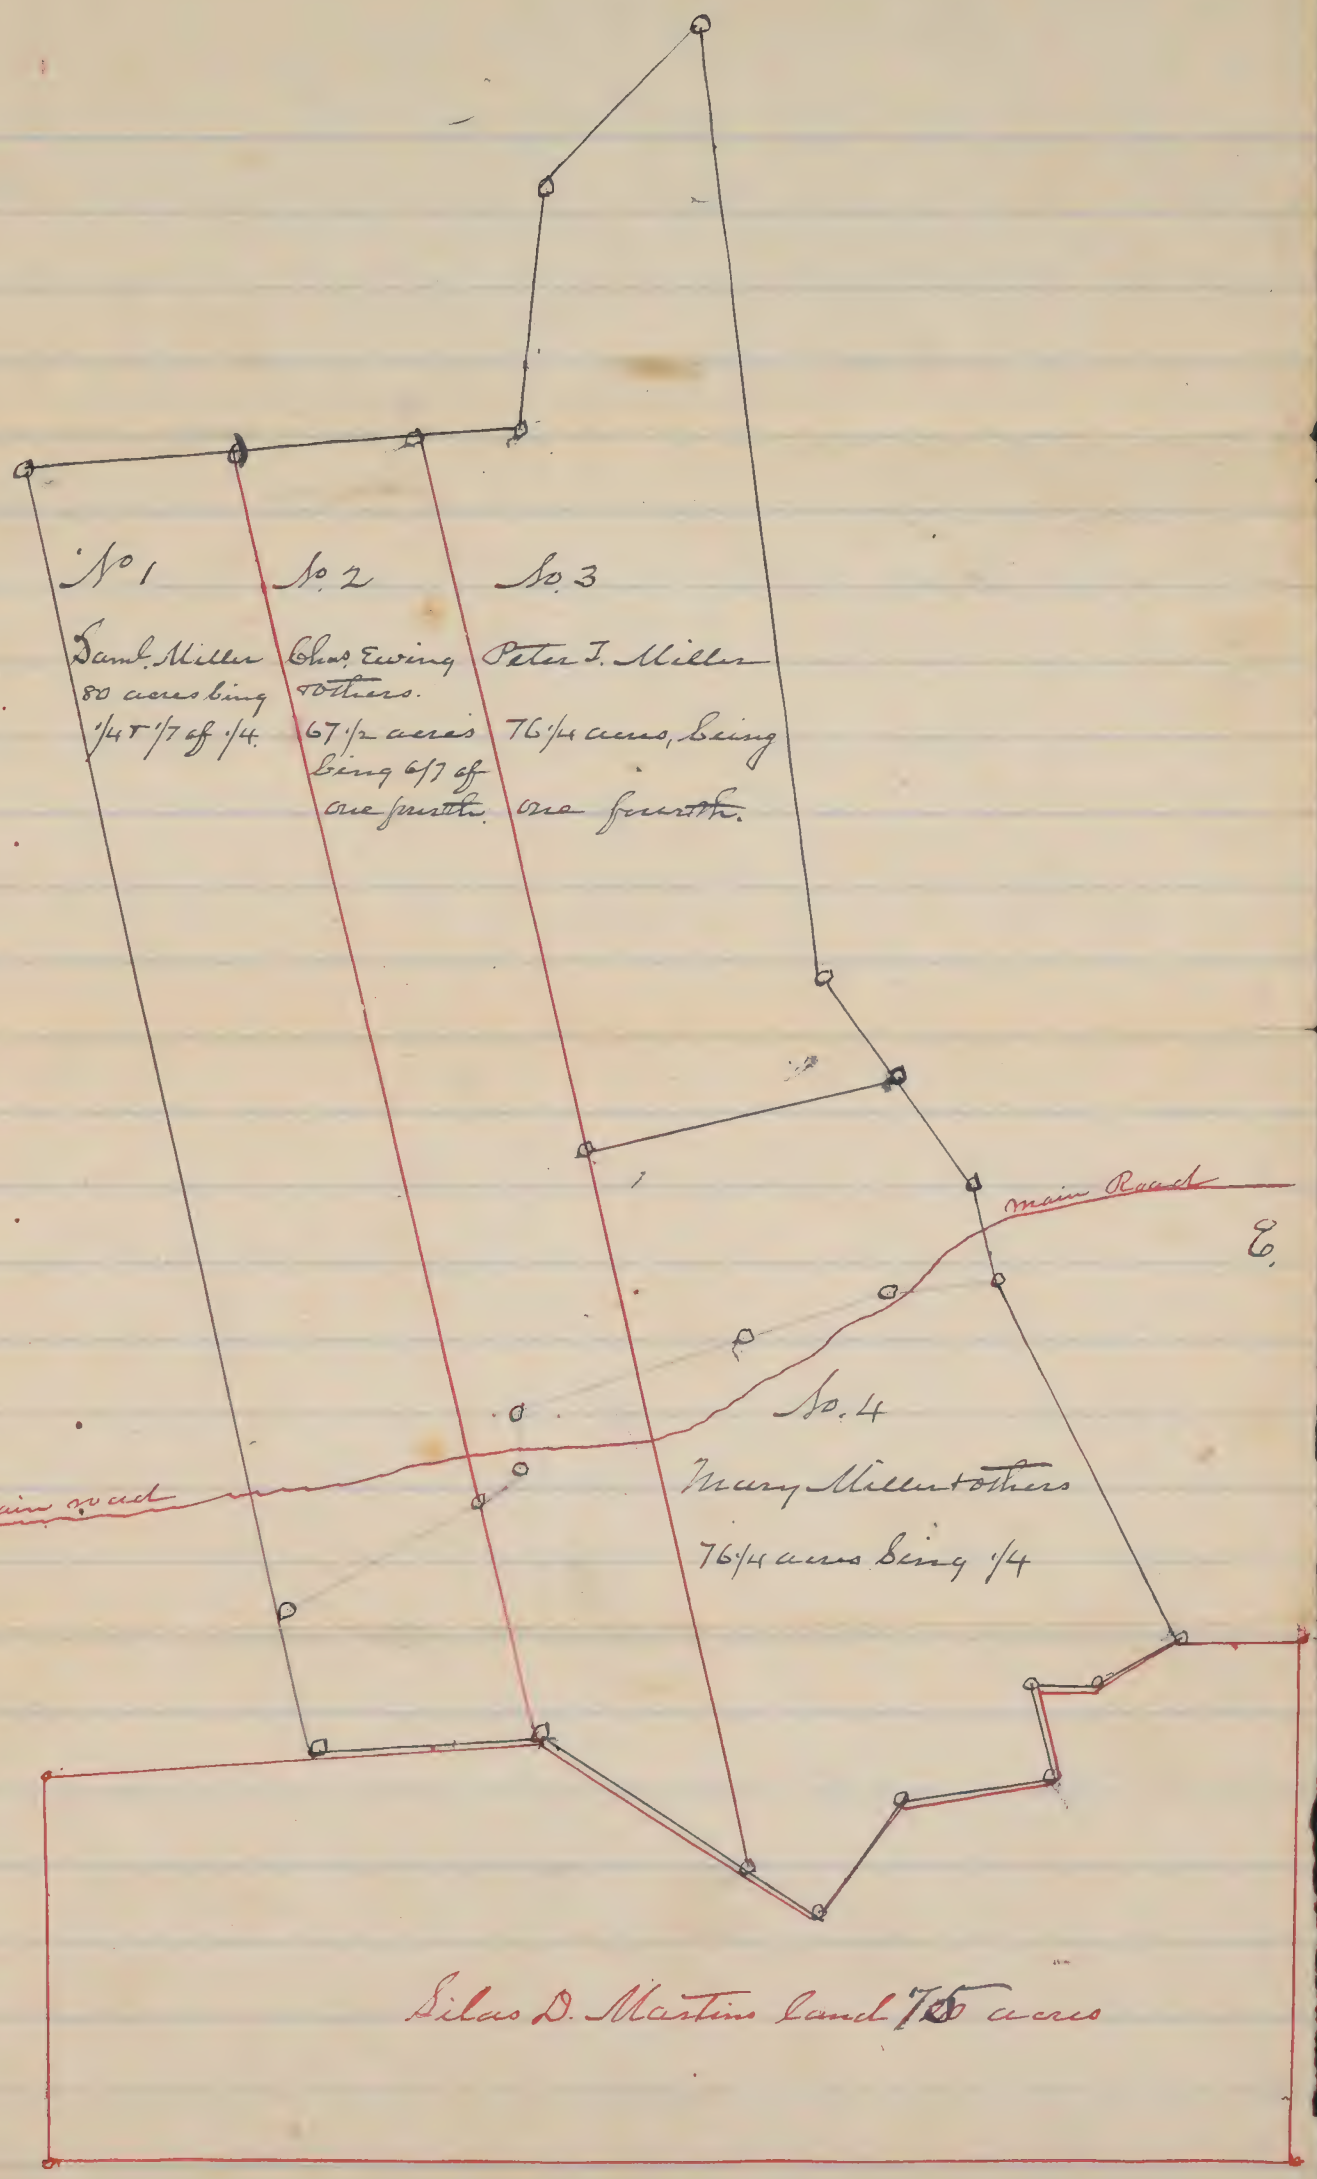 No 1
Saml. Miller
80 acres being
1/4 & 1/7 of 1/4.
No. 2
Chas. Ewing
& others.
67 1/2 acres
being 6/7 of
one fourth.
No. 3
Peter T. Miller
76 1/4 acres, being
one fourth.
main Road
E.
No. 4
Mary Miller & others
76 1/4 acres being 1/4
ain road
Silas D. Martins land 75 acres